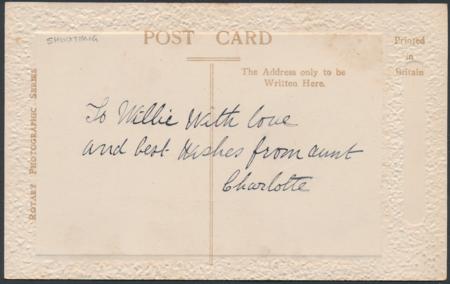 SHOOTING
POST CARD
Printed
in
Britain
The Address only to be
Written Here.
ROTARY PHOTOGRAPHIC SERIES
To Willie With love
and best Wishes from aunt
Charlotte